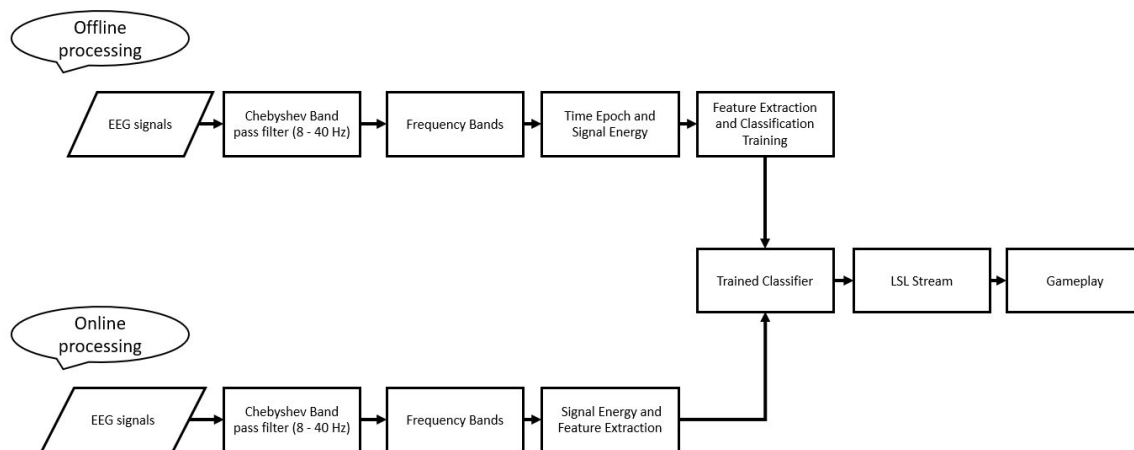 Offline
processing
EEG signals
Chebyshev Band
pass filter (8 - 40 Hz)
Frequency Bands
Time Epoch and
Signal Energy
Feature Extraction
and Classification
Training
Trained Classifier
LSL Stream
Gameplay
Online
processing
EEG signals
Chebyshev Band
pass filter (8 - 40 Hz)
Frequency Bands
Signal Energy and
Feature Extraction